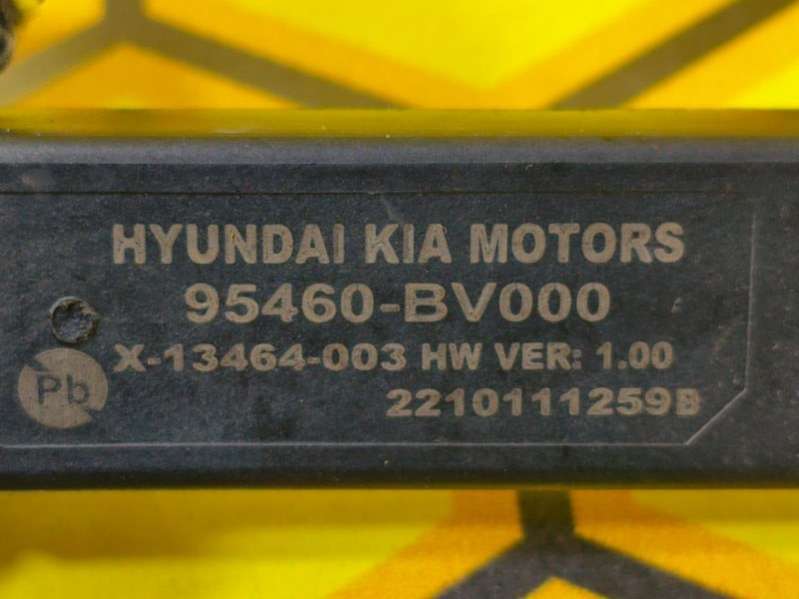 HYUNDAI KIA MOTORS
95460-BV000
X-13464-003 HW VER: 1.00
Pb
2210111259B